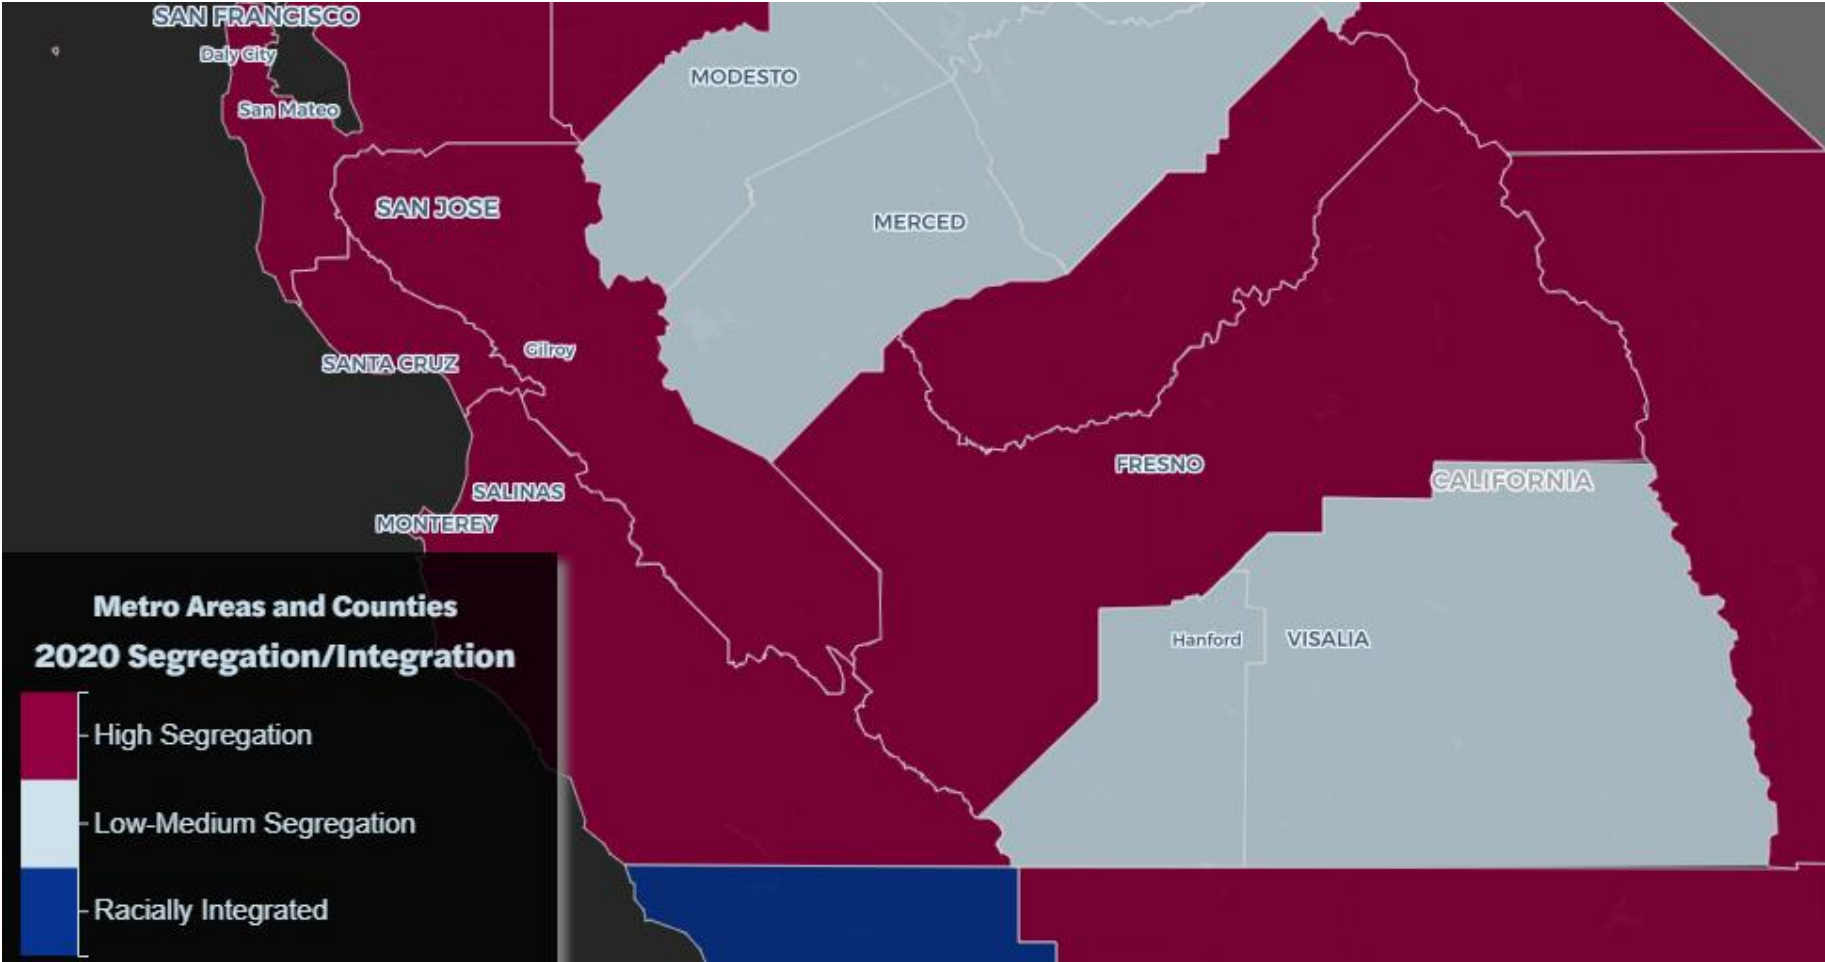 SAN FRANCISCO
Daly City
San Mateo
MODESTO
SAN JOSE
MERCED
Gilroy
SANTA CRUZ
FRESNO
CALIFORNIA
SALINAS
MONTEREY
Hanford
VISALIA
Metro Areas and Counties
2020 Segregation/Integration
High Segregation
Low-Medium Segregation
Racially Integrated